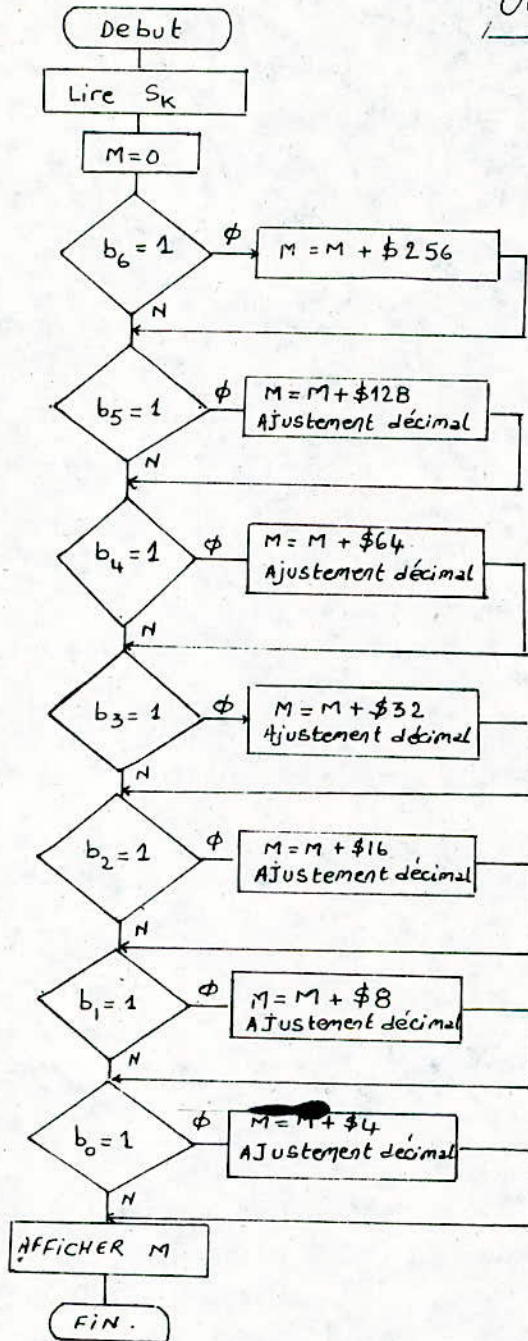 Debut
Lire S_K
M=0
b_6 = 1
ϕ
M = M + $256
N
b_5 = 1
ϕ
M = M + $128
AJustement décimal
N
b_4 = 1
ϕ
M = M + $64
Ajustement décimal
N
b_3 = 1
ϕ
M = M + $32
Ajustement décimal
N
b_2 = 1
ϕ
M = M + $16
AJustement décimal
N
b_1 = 1
ϕ
M = M + $8
AJustement décimal
N
b_0 = 1
ϕ
M = M + $4
AJustement décimal
N
AFFICHER M
FIN.